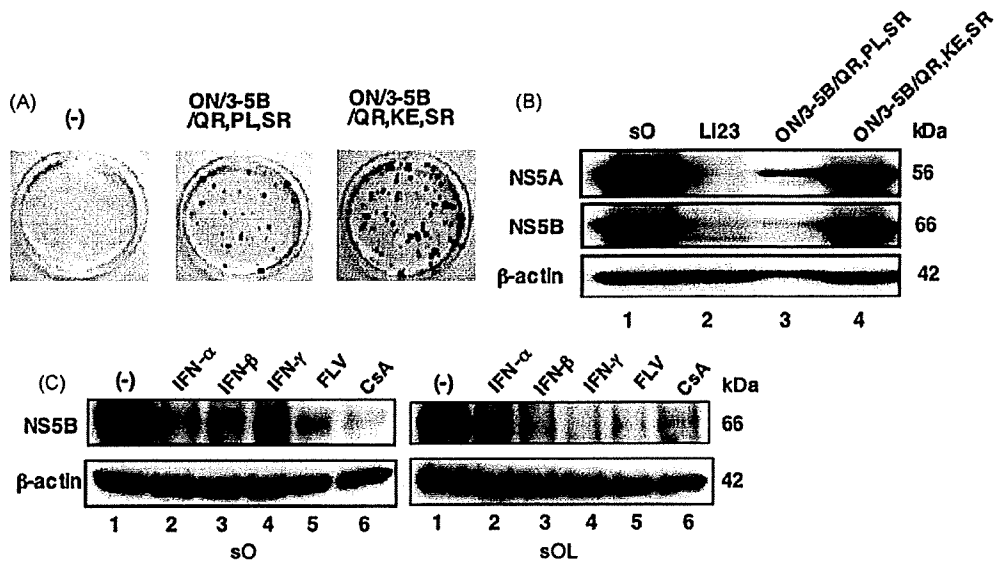 (A)
(-)
ON/3-5B
/QR,PL,SR
ON/3-5B
/QR,KE,SR
(B)
sO
LI23
ON/3-5B/QR,PL,SR
ON/3-5B/QR,KE,SR
kDa
NS5A
56
NS5B
66
β-actin
42
1 2 3 4
(C)
(-) IFN-α IFN-β IFN-γ FLV CsA
(-) IFN-α IFN-β IFN-γ FLV CsA
kDa
NS5B
66
β-actin
42
1 2 3 4 5 6
1 2 3 4 5 6
sO
sOL